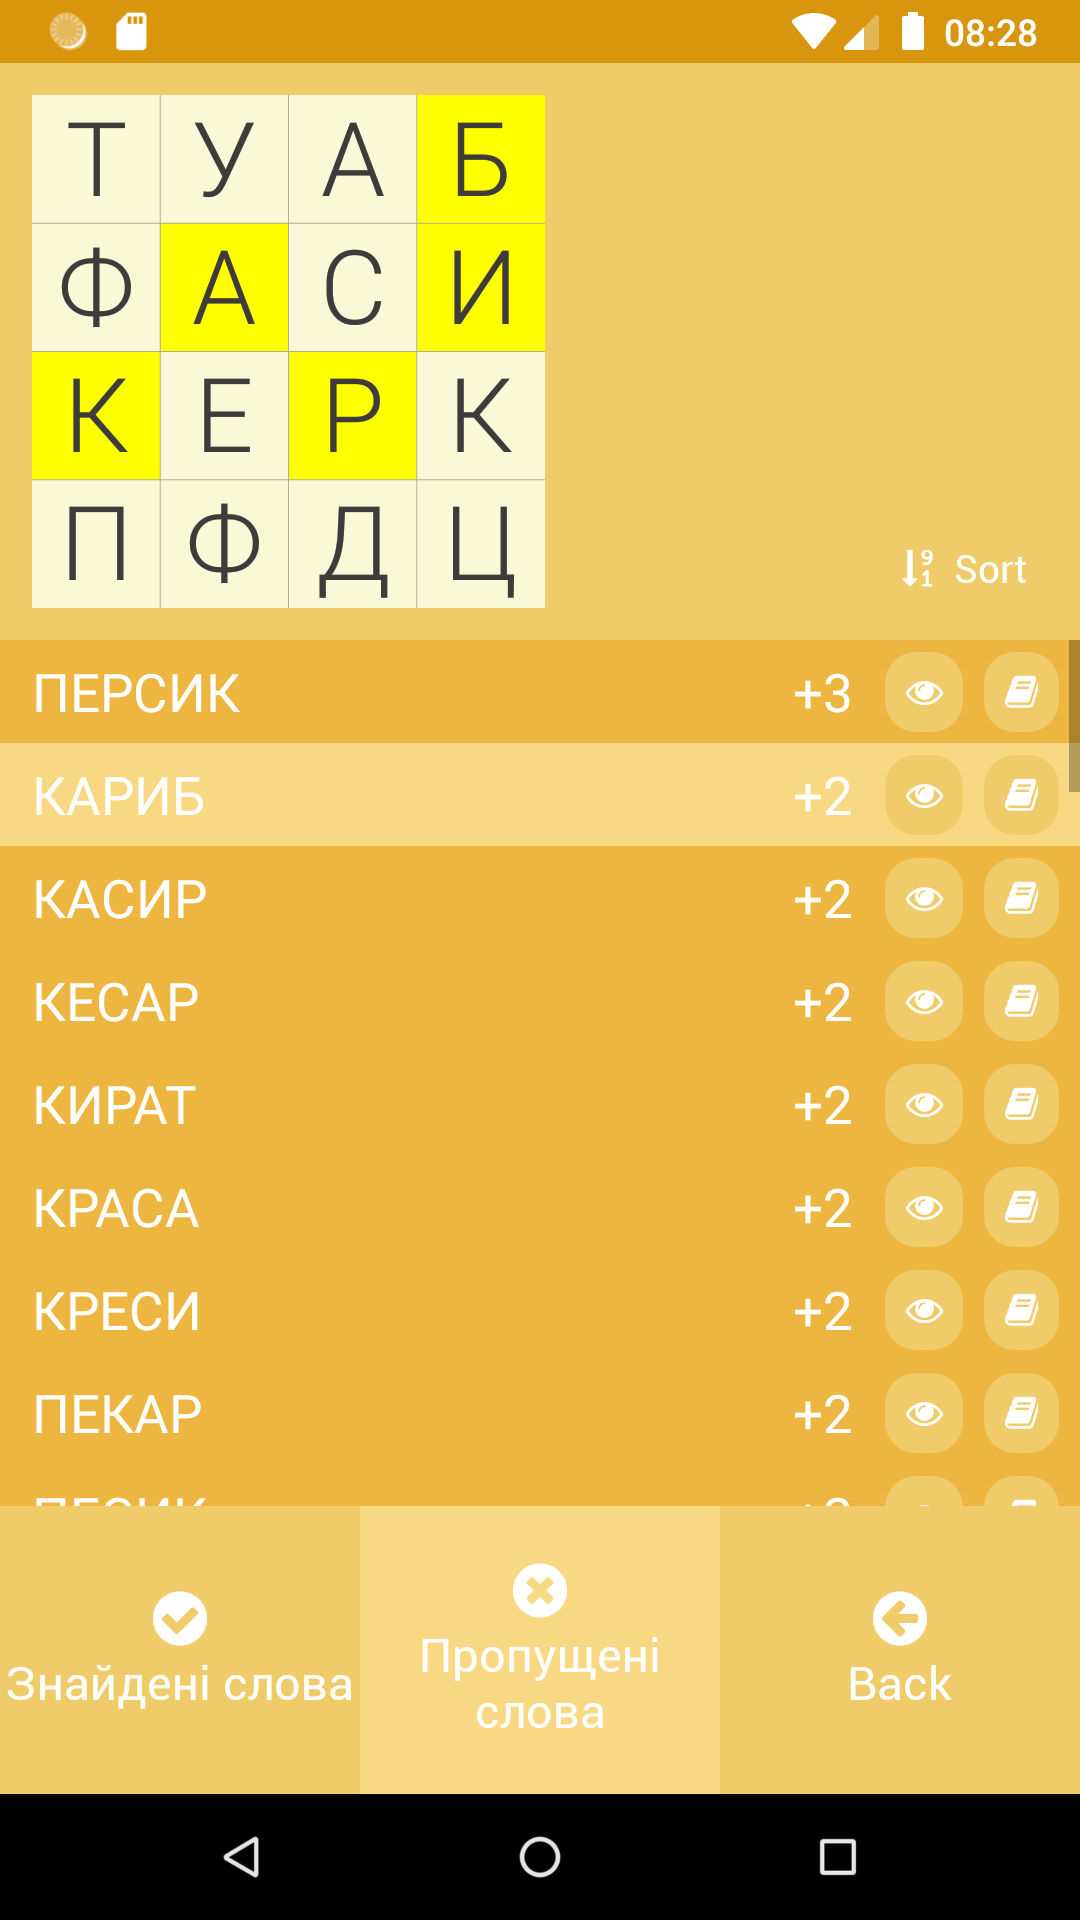 08:28
Т У А Б
Ф А С И
К Е Р К
П Ф Д Ц
Sort
ПЕРСИК +3
КАРИБ +2
КАСИР +2
КЕСАР +2
КИРАТ +2
КРАСА +2
КРЕСИ +2
ПЕКАР +2
Знайдені слова
Пропущені
слова
Back